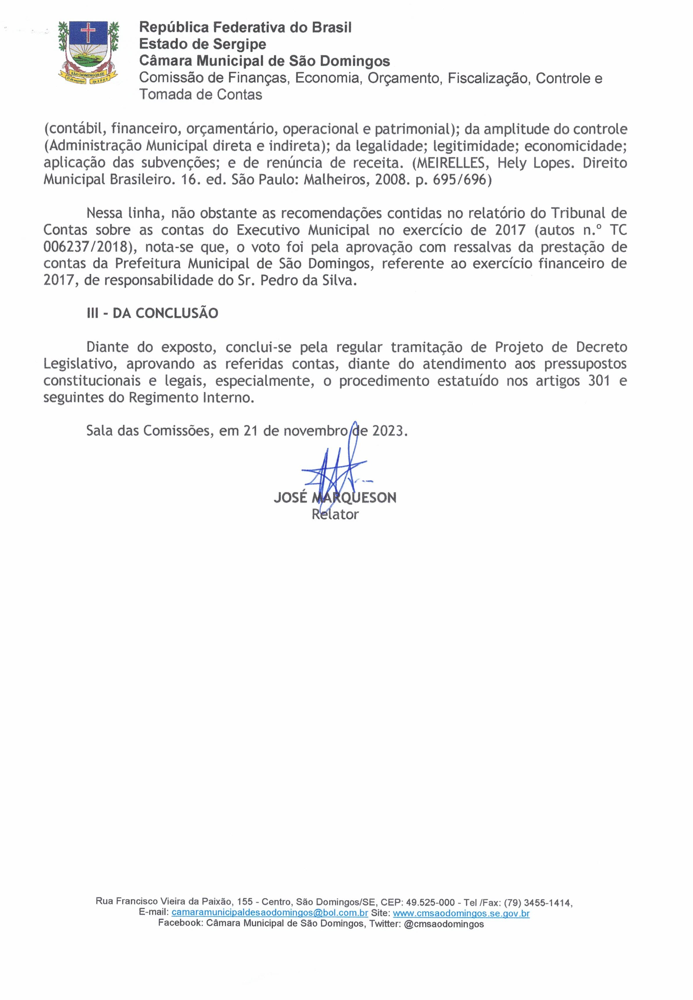 República Federativa do Brasil
Estado de Sergipe
Câmara Municipal de São Domingos
Comissão de Finanças, Economia, Orçamento, Fiscalização, Controle e
Tomada de Contas
SÃO DOMINGOS-SE
de 1963
(contábil, financeiro, orçamentário, operacional e patrimonial); da amplitude do controle
(Administração Municipal direta e indireta); da legalidade; legitimidade; economicidade;
aplicação das subvenções; e de renúncia de receita. (MEIRELLES, Hely Lopes. Direito
Municipal Brasileiro. 16. ed. São Paulo: Malheiros, 2008. p. 695/696)
Nessa linha, não obstante as recomendações contidas no relatório do Tribunal de
Contas sobre as contas do Executivo Municipal no exercício de 2017 (autos n.º TC
006237/2018), nota-se que, o voto foi pela aprovação com ressalvas da prestação de
contas da Prefeitura Municipal de São Domingos, referente ao exercício financeiro de
2017, de responsabilidade do Sr. Pedro da Silva.
III - DA CONCLUSÃO
Diante do exposto, conclui-se pela regular tramitação de Projeto de Decreto
Legislativo, aprovando as referidas contas, diante do atendimento aos pressupostos
constitucionais e legais, especialmente, o procedimento estatuído nos artigos 301 e
seguintes do Regimento Interno.
Sala das Comissões, em 21 de novembro de 2023.
JOSÉ MARQUESON
Relator
Rua Francisco Vieira da Paixão, 155 - Centro, São Domingos/SE, CEP: 49.525-000 - Tel /Fax: (79) 3455-1414,
E-mail: camaramunicipaldesaodomingos@bol.com.br Site: www.cmsaodomingos.se.gov.br
Facebook: Câmara Municipal de São Domingos, Twitter: @cmsaodomingos